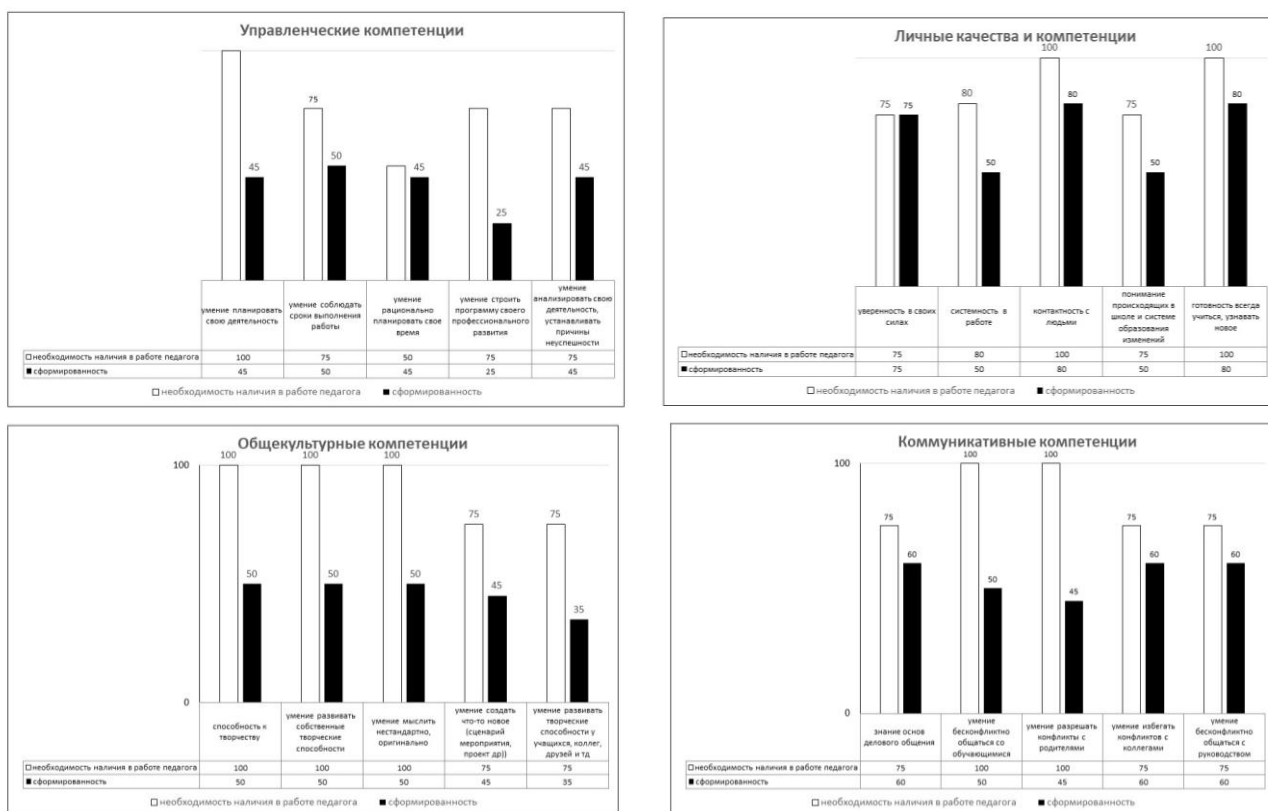 Управленческие компетенции
45
75
50
45
25
45
умение планировать свою деятельность
умение соблюдать сроки выполнения работы
умение рационально планировать свое время
умение строить программу своего профессионального развития
умение анализировать свою деятельность, устанавливать причины неуспешности
необходимость наличия в работе педагога 100 75 50 75 75
сформированность 45 50 45 25 45
необходимость наличия в работе педагога сформированность
Личные качества и компетенции
75
75
80
50
100
80
75
50
100
80
уверенность в своих силах
системность в работе
контактность с людьми
понимание происходящих в школе и системе образования изменений
готовность всегда учиться, узнавать новое
необходимость наличия в работе педагога 75 80 100 75 100
сформированность 75 50 80 50 80
необходимость наличия в работе педагога сформированность
Общекультурные компетенции
100
0
100
50
100
50
100
50
75
45
75
35
способность к творчеству
умение развивать собственные творческие способности
умение мыслить нестандартно, оригинально
умение создать что-то новое (сценарий мероприятия, проект др))
умение развивать творческие способности у учащихся, коллег, друзей и тд
необходимость наличия в работе педагога 100 100 100 75 75
сформированность 50 50 50 45 35
необходимость наличия в работе педагога сформированность
Коммуникативные компетенции
100
0
75
60
100
50
100
45
75
60
75
60
знание основ делового общения
умение бесконфликтно общаться со обучающимися
умение разрешать конфликты с родителями
умение избегать конфликтов с коллегами
умение бесконфликтно общаться с руководством
необходимость наличия в работе педагога 75 100 100 75 75
сформированность 60 50 45 60 60
необходимость наличия в работе педагога сформированность